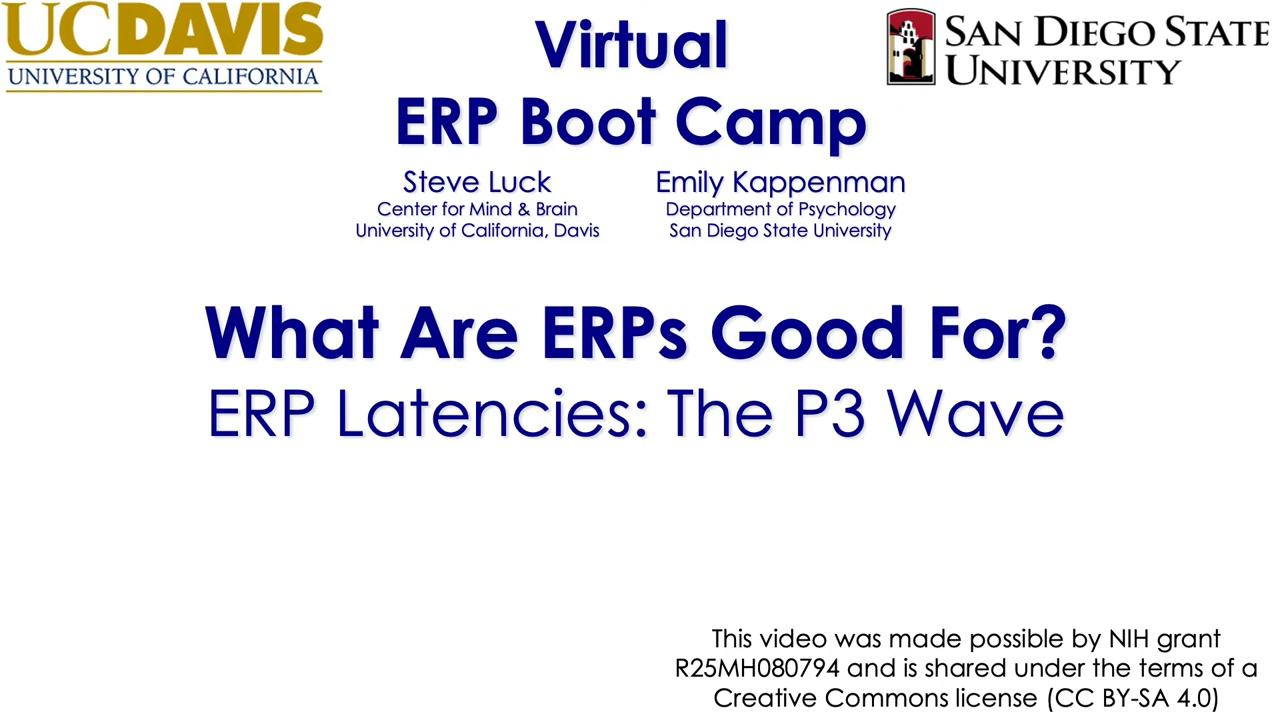 UCDAVIS
UNIVERSITY OF CALIFORNIA
Virtual
ERP Boot Camp
SAN DIEGO STATE
UNIVERSITY
Steve Luck
Center for Mind & Brain
University of California, Davis
Emily Kappenman
Department of Psychology
San Diego State University
What Are ERPs Good For?
ERP Latencies: The P3 Wave
This video was made possible by NIH grant
R25MH080794 and is shared under the terms of a
Creative Commons license (CC BY-SA 4.0)